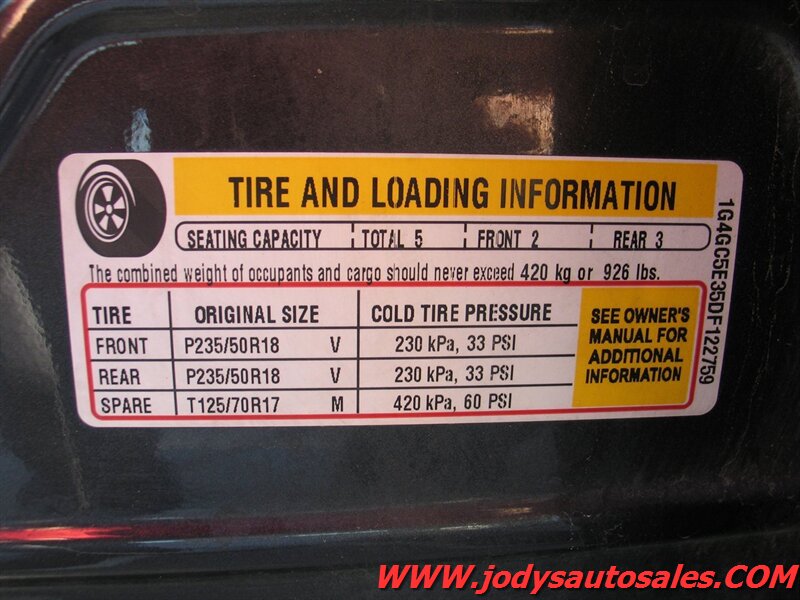 TIRE AND LOADING INFORMATION
SEATING CAPACITY TOTAL 5 FRONT 2 REAR 3
The combined weight of occupants and cargo should never exceed 420 kg or 926 lbs.
TIRE ORIGINAL SIZE COLD TIRE PRESSURE
FRONT P235/50R18 V 230 kPa, 33 PSI
REAR P235/50R18 V 230 kPa, 33 PSI
SPARE T125/70R17 M 420 kPa, 60 PSI
SEE OWNER'S
MANUAL FOR
ADDITIONAL
INFORMATION
1G4GC5E35DF122759
WWW.jodysautosales.COM